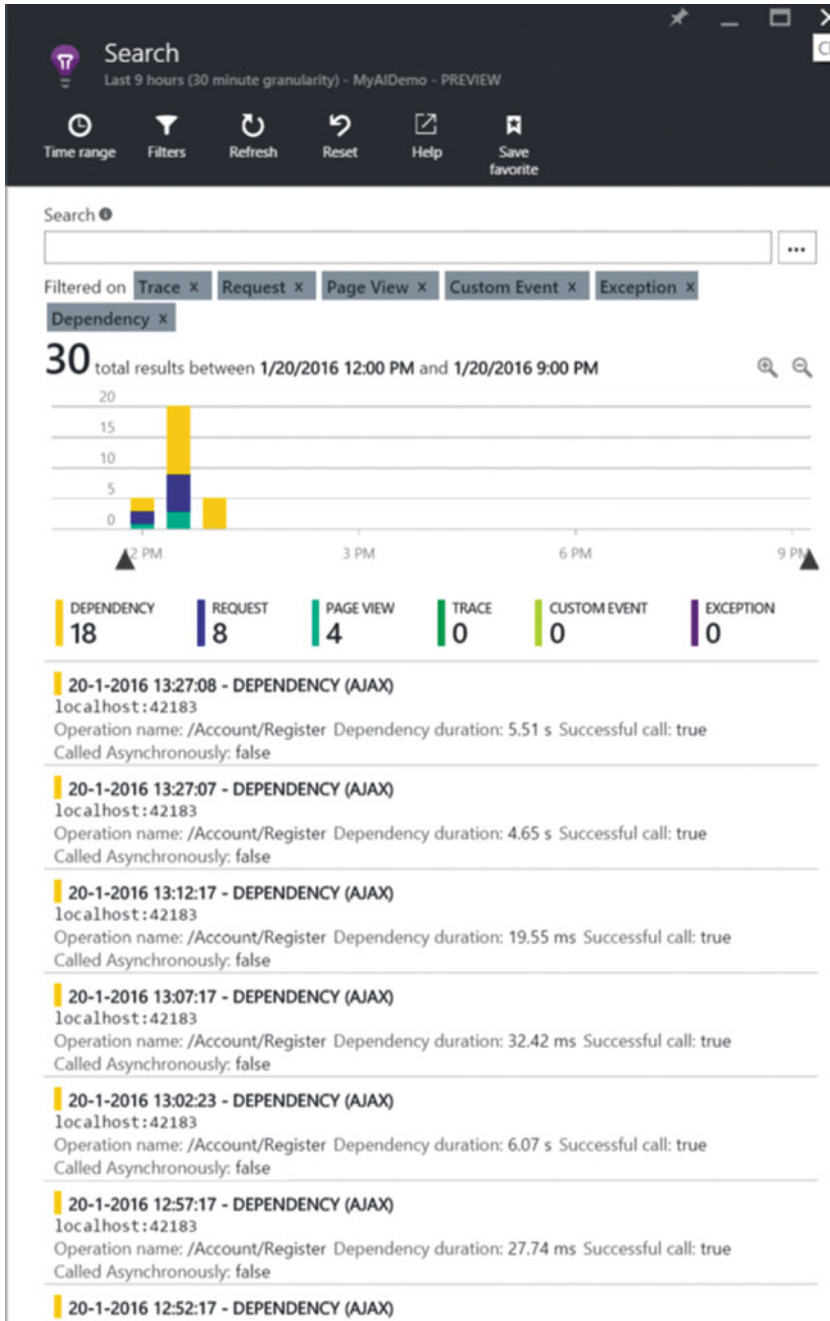 Search
Last 9 hours (30 minute granularity) - MyAIDemo - PREVIEW
Time range Filters Refresh Reset Help Save favorite
Search
...
Filtered on Trace x Request x Page View x Custom Event x Exception x
Dependency x
30 total results between 1/20/2016 12:00 PM and 1/20/2016 9:00 PM
20
15
10
5
0
2 PM 3 PM 6 PM 9 PM
DEPENDENCY REQUEST PAGE VIEW TRACE CUSTOM EVENT EXCEPTION
18 8 4 0 0 0
20-1-2016 13:27:08 - DEPENDENCY (AJAX)
localhost:42183
Operation name: /Account/Register Dependency duration: 5.51 s Successful call: true
Called Asynchronously: false
20-1-2016 13:27:07 - DEPENDENCY (AJAX)
localhost:42183
Operation name: /Account/Register Dependency duration: 4.65 s Successful call: true
Called Asynchronously: false
20-1-2016 13:12:17 - DEPENDENCY (AJAX)
localhost:42183
Operation name: /Account/Register Dependency duration: 19.55 ms Successful call: true
Called Asynchronously: false
20-1-2016 13:07:17 - DEPENDENCY (AJAX)
localhost:42183
Operation name: /Account/Register Dependency duration: 32.42 ms Successful call: true
Called Asynchronously: false
20-1-2016 13:02:23 - DEPENDENCY (AJAX)
localhost:42183
Operation name: /Account/Register Dependency duration: 6.07 s Successful call: true
Called Asynchronously: false
20-1-2016 12:57:17 - DEPENDENCY (AJAX)
localhost:42183
Operation name: /Account/Register Dependency duration: 27.74 ms Successful call: true
Called Asynchronously: false
20-1-2016 12:52:17 - DEPENDENCY (AJAX)